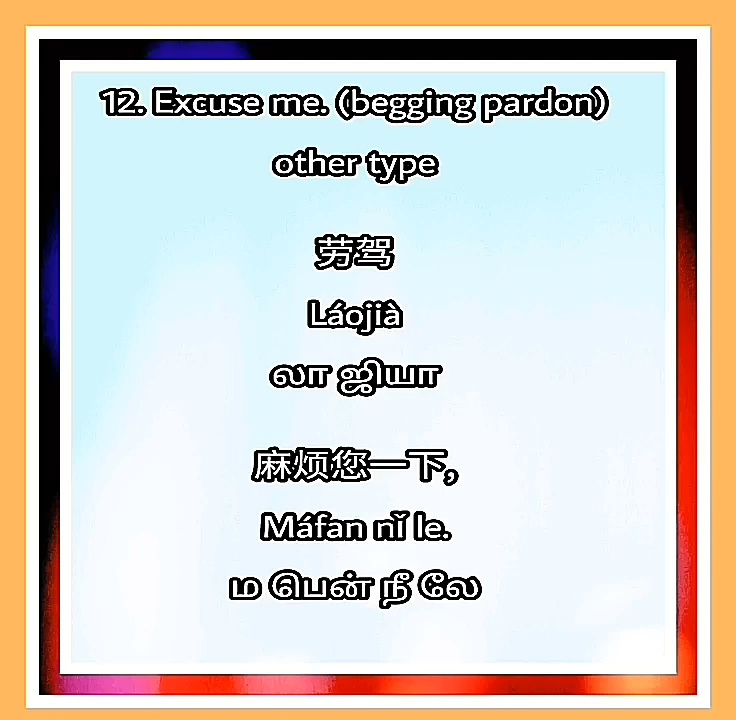 12. Excuse me. (begging pardon)
other type
劳驾
Láojià
லா ஜியா
麻烦您一下,
Máfan nǐ le.
ம பென் நீ லே